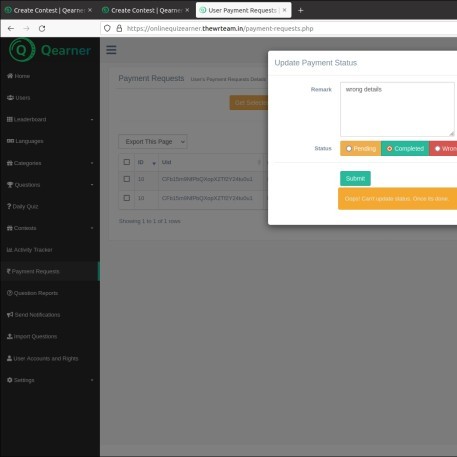 Create Contest | Qearner
Create Contest | Qearner
User Payment Requests |
https://onlinequizearner.thewrteam.in/payment-requests.php
Qearner
Home
Users
Leaderboard
Languages
Categories
Questions
Daily Quiz
Contests
Activity Tracker
Payment Requests
Question Reports
Send Notifications
Import Questions
User Accounts and Rights
Settings
Payment Requests User's Payment Requests Details
Get Selected
Export This Page
ID Uid
10
10
Showing 1 to 1 of 1 rows
Update Payment Status
Remark wrong details
Status Pending Completed Wron
Submit
Oops! Can't update status. Once its done.